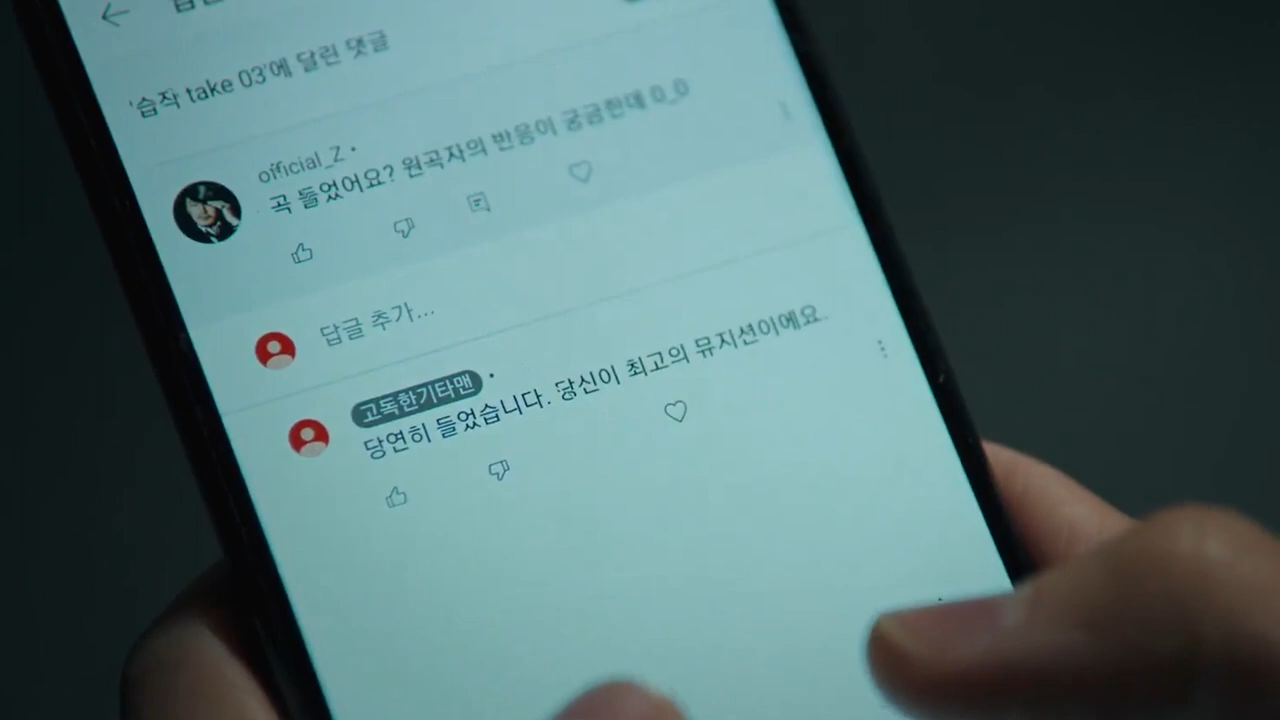 '습작 take 03'에 달린 댓글
official_Z •
곡 들었어요? 원곡자의 반응이 궁금한데 0_0
답글 추가...
고독한기타맨 •
당연히 들었습니다. 당신이 최고의 뮤지션이에요.